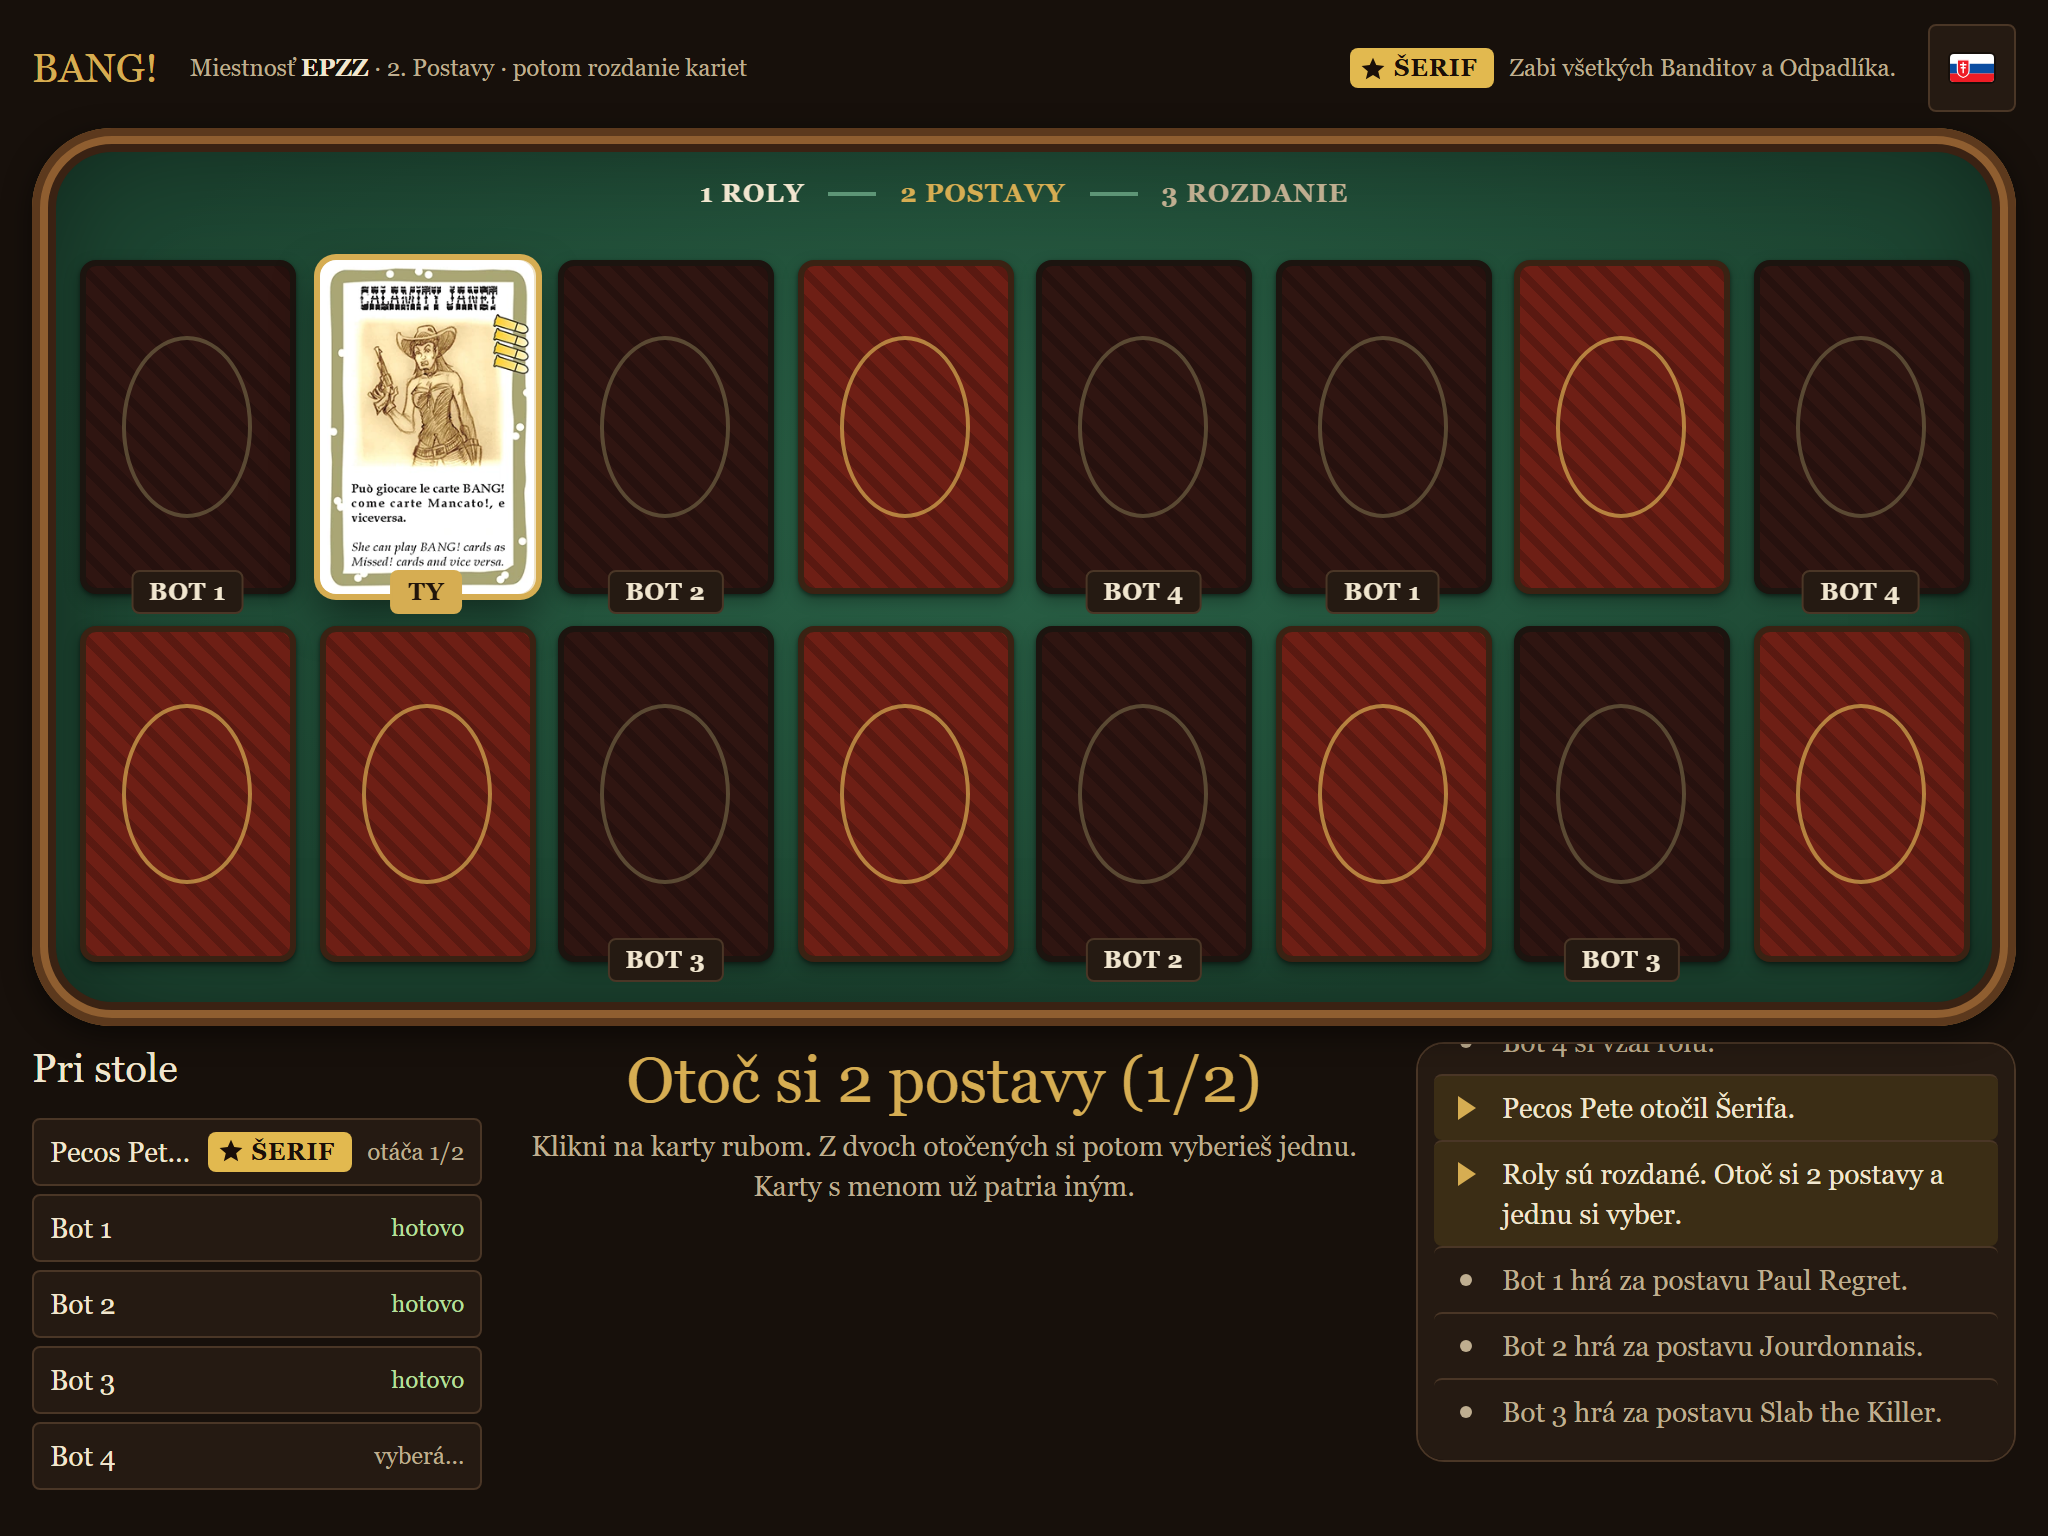 BANG!
Miestnosť EPZZ · 2. Postavy · potom rozdanie kariet
ŠERIF
Zabi všetkých Banditov a Odpadlíka.
1 ROLY
2 POSTAVY
3 ROZDANIE
CALAMITY JANET
Può giocare le carte BANG!
come carte Mancato!, e
viceversa.
She can play BANG! cards as
Missed! cards and vice versa.
BOT 1
TY
BOT 2
BOT 4
BOT 1
BOT 4
BOT 3
BOT 2
BOT 3
Pri stole
Pecos Pet...
ŠERIF
otáča 1/2
Bot 1
hotovo
Bot 2
hotovo
Bot 3
hotovo
Bot 4
vyberá...
Otoč si 2 postavy (1/2)
Klikni na karty rubom. Z dvoch otočených si potom vyberieš jednu.
Karty s menom už patria iným.
Bot 4 si vzal rolu.
Pecos Pete otočil Šerifa.
Roly sú rozdané. Otoč si 2 postavy a
jednu si vyber.
Bot 1 hrá za postavu Paul Regret.
Bot 2 hrá za postavu Jourdonnais.
Bot 3 hrá za postavu Slab the Killer.